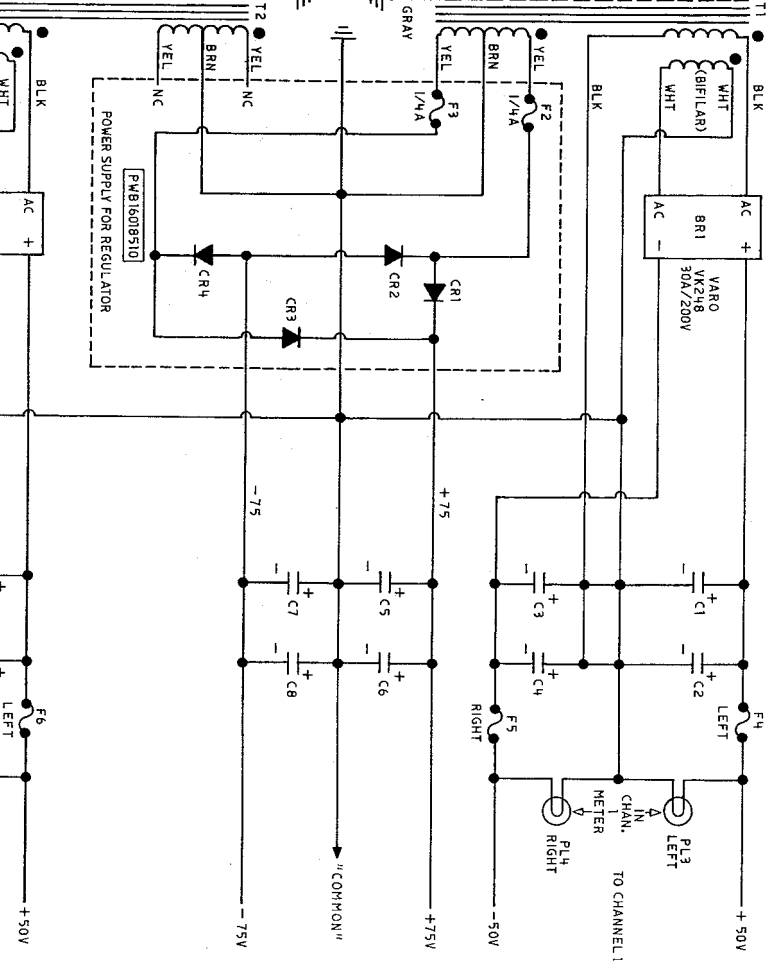 T1
BLK
WHT
(BIFILAR)
WHT
BLK
AC
+
BR1
AC
−
VARO
VK248
30A/200V
C1
+
−
C2
+
−
C3
+
−
C4
+
−
F4
LEFT
F5
RIGHT
PL3
LEFT
IN
CHAN.
1
METER
PL4
RIGHT
TO CHANNEL 1
+ 50V
-50V
GRAY
YEL
BRN
YEL
F2
1/4A
F3
1/4A
CR1
CR2
CR3
CR4
+75
-75
C5
+
−
C6
+
−
C7
+
−
C8
+
−
+75V
"COMMON"
-75V
T2
YEL
BRN
YEL
NC
NC
PWB16018510
POWER SUPPLY FOR REGULATOR
BLK
WHT
AC
+
+
+
F6
LEFT
+50V